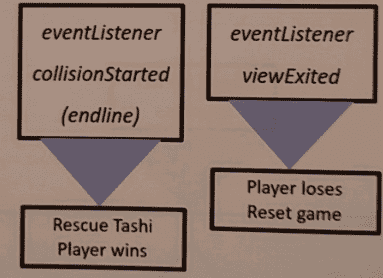 eventListener
collisionStarted
(endline)
Rescue Tashi
Player wins
eventListener
viewExited
Player loses
Reset game